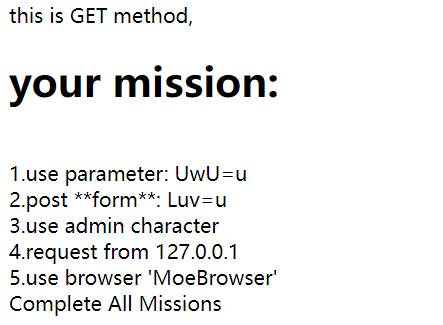 this is GET method,
your mission:
1.use parameter: UwU=u
2.post **form**: Luv=u
3.use admin character
4.request from 127.0.0.1
5.use browser 'MoeBrowser'
Complete All Missions